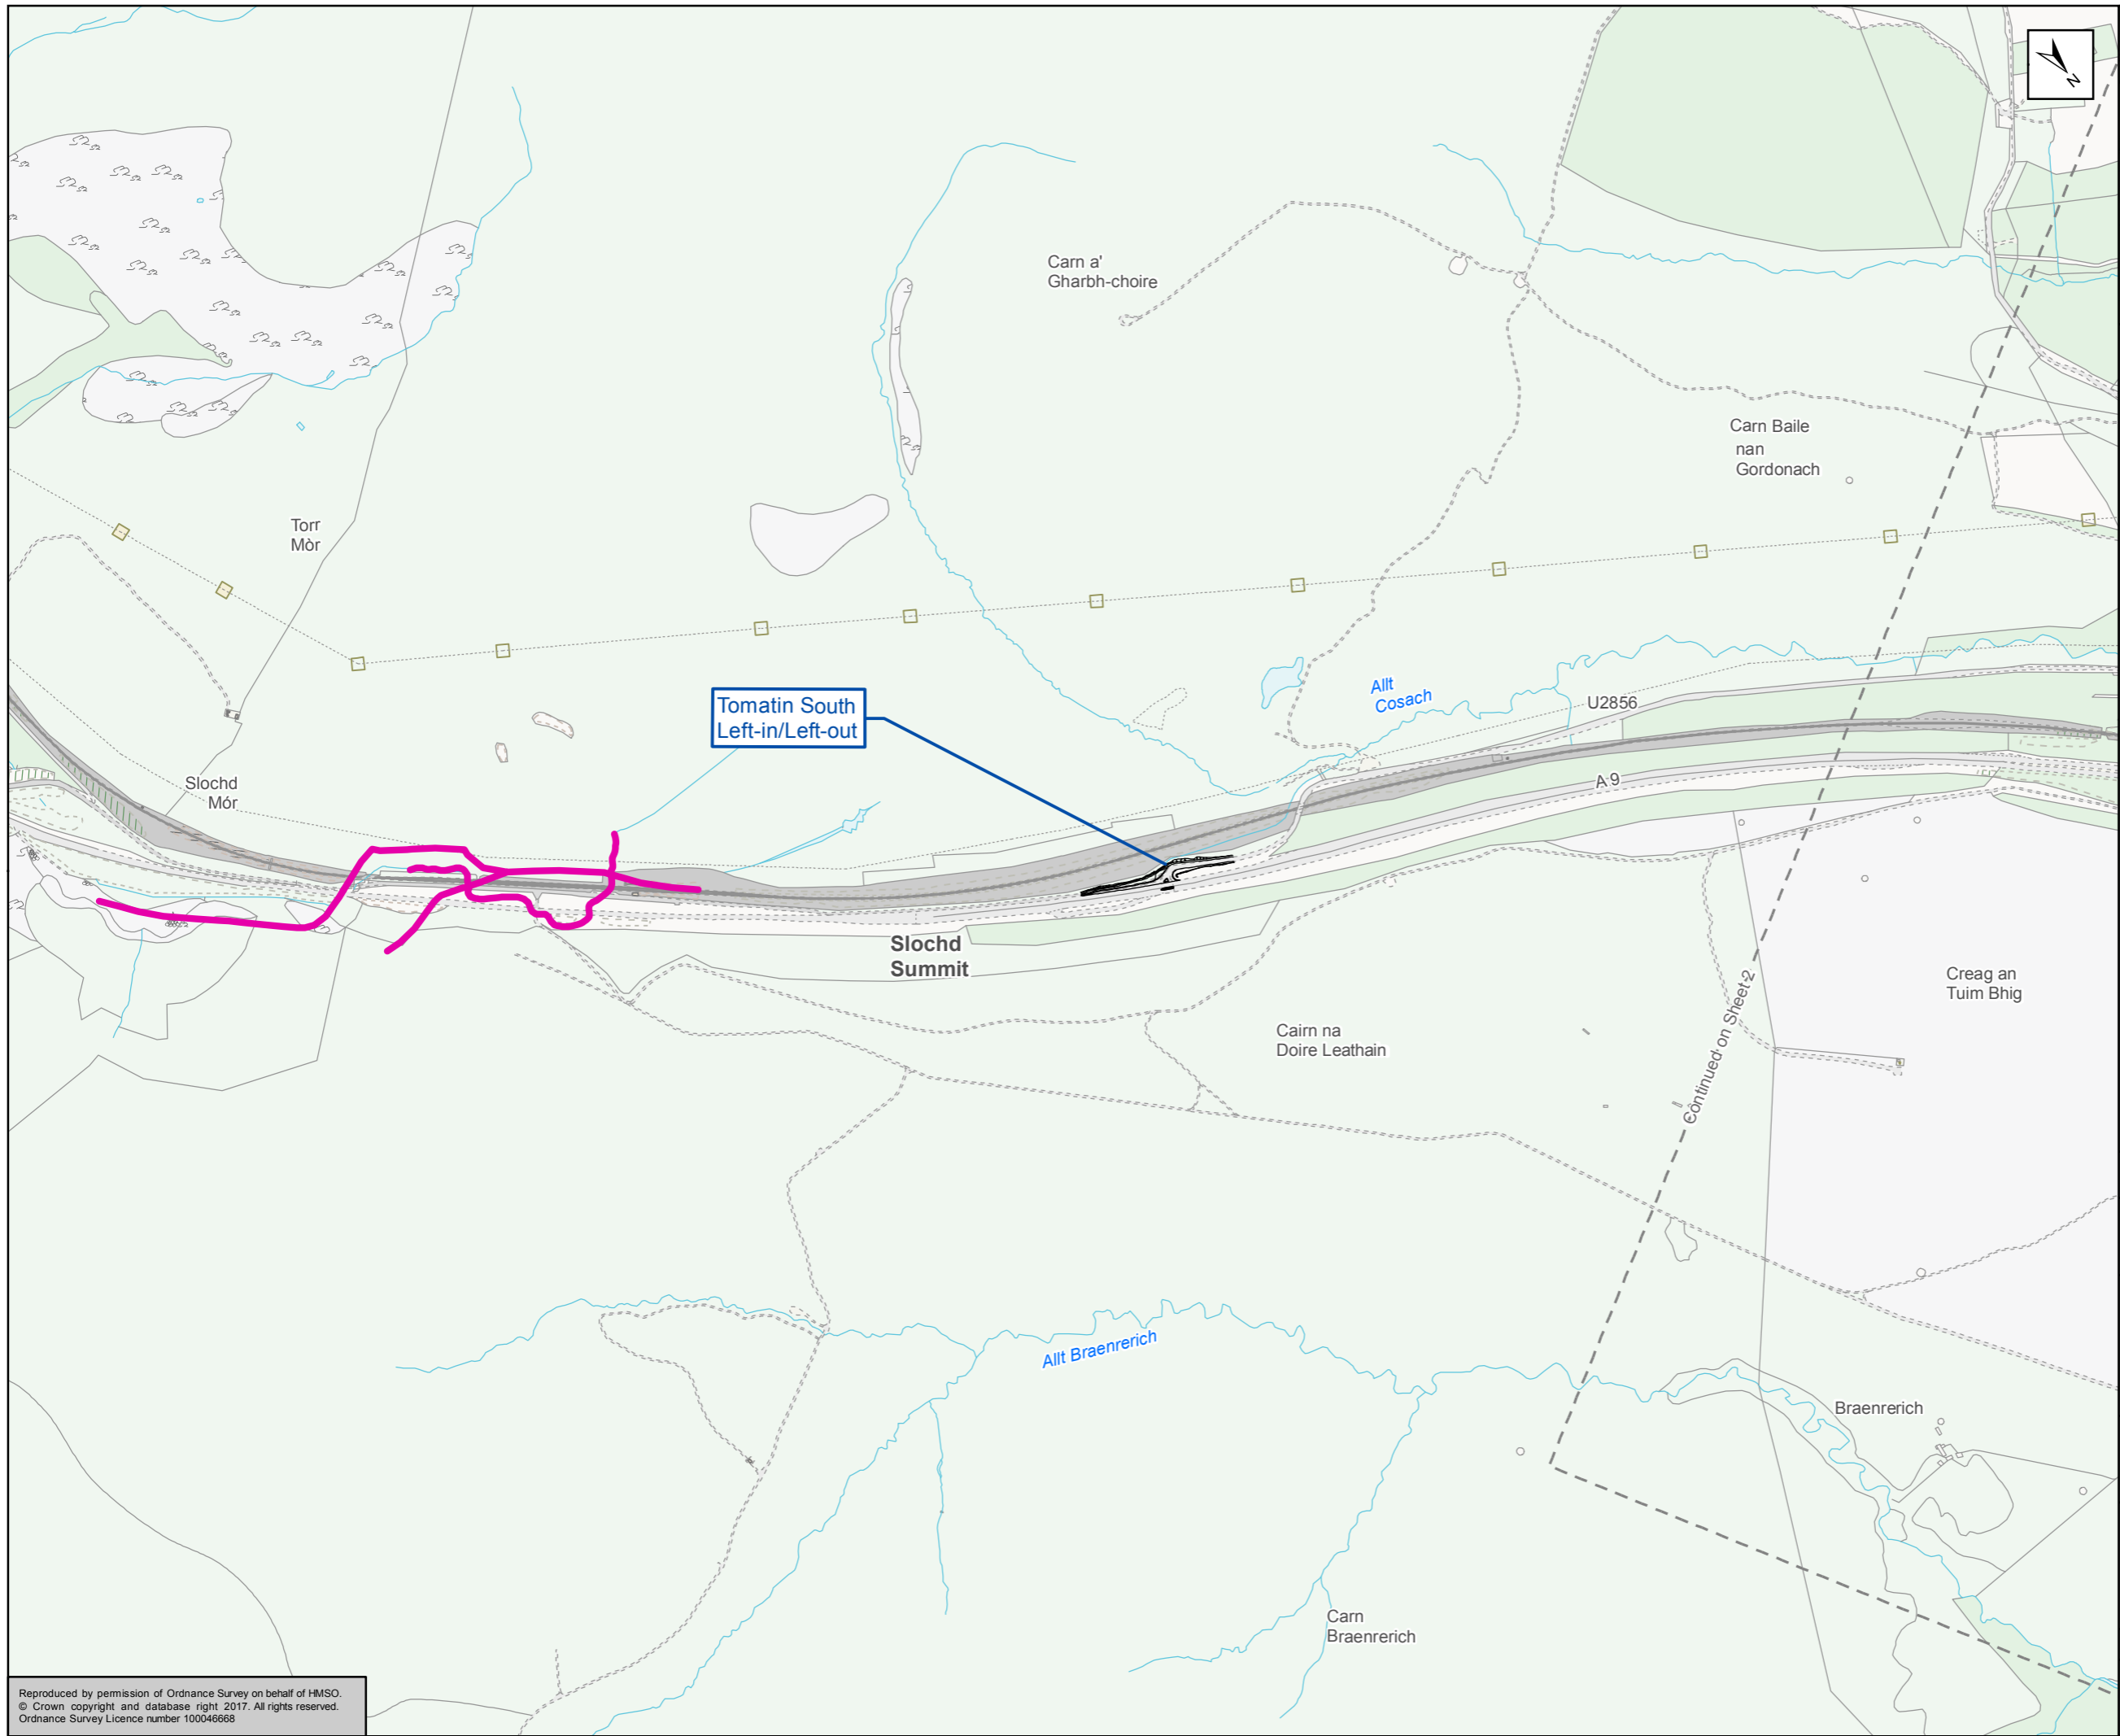 N
Carn a'
Gharbh-choire
Carn Baile
nan
Gordonach
Torr
Mòr
Allt
Cosach
U2856
Tomatin South
Left-in/Left-out
Slochd
Mór
A 9
Slochd
Summit
Creag an
Tuim Bhig
Cairn na
Doire Leathain
Continued on Sheet 2
Allt Braenrerich
Braenrerich
Carn
Braenrerich
Reproduced by permission of Ordnance Survey on behalf of HMSO.
© Crown copyright and database right 2017. All rights reserved.
Ordnance Survey Licence number 100046668